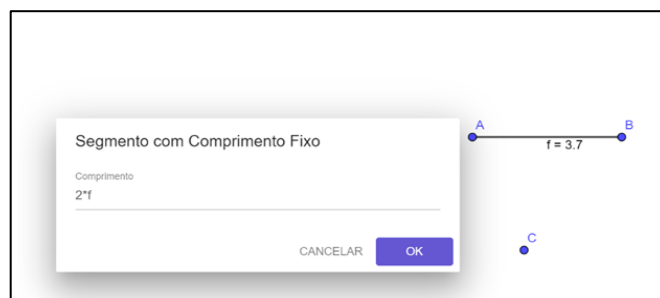 A
B
f = 3.7
Segmento com Comprimento Fixo
Comprimento
2*f
CANCELAR
OK
C